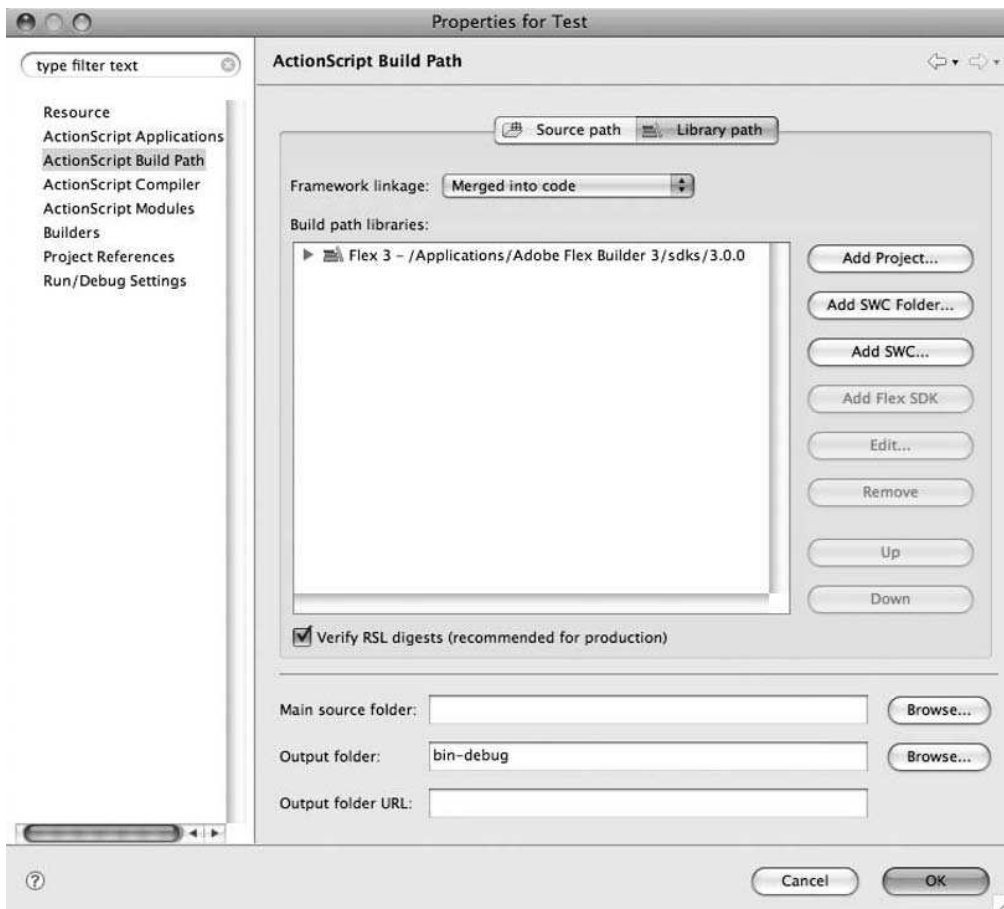 Properties for Test
type filter text
Resource
ActionScript Applications
ActionScript Build Path
ActionScript Compiler
ActionScript Modules
Builders
Project References
Run/Debug Settings
ActionScript Build Path
Source path
Library path
Framework linkage:
Merged into code
Build path libraries:
Flex 3 – /Applications/Adobe Flex Builder 3/sdks/3.0.0
Add Project...
Add SWC Folder...
Add SWC...
Add Flex SDK
Edit...
Remove
Up
Down
Verify RSL digests (recommended for production)
Main source folder:
Browse...
Output folder:
bin-debug
Browse...
Output folder URL:
?
Cancel
OK